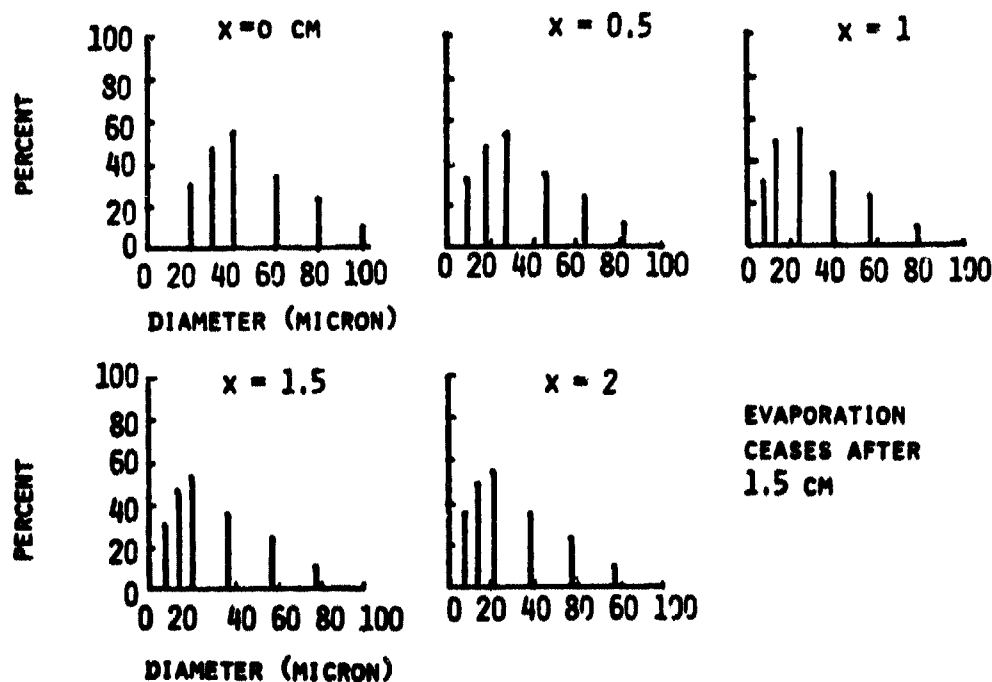 X=0 CM
X = 0.5
X = 1
100
80
60
40
20
0
PERCENT
0 20 40 60 80 100
0 20 40 60 80 100
0 20 40 60 80 100
DIAMETER (MICRON)
X = 1.5
X = 2
100
80
60
40
20
0
PERCENT
EVAPORATION
CEASES AFTER
1.5 CM
0 20 40 60 80 100
0 20 40 80 60 100
DIAMETER (MICRON)